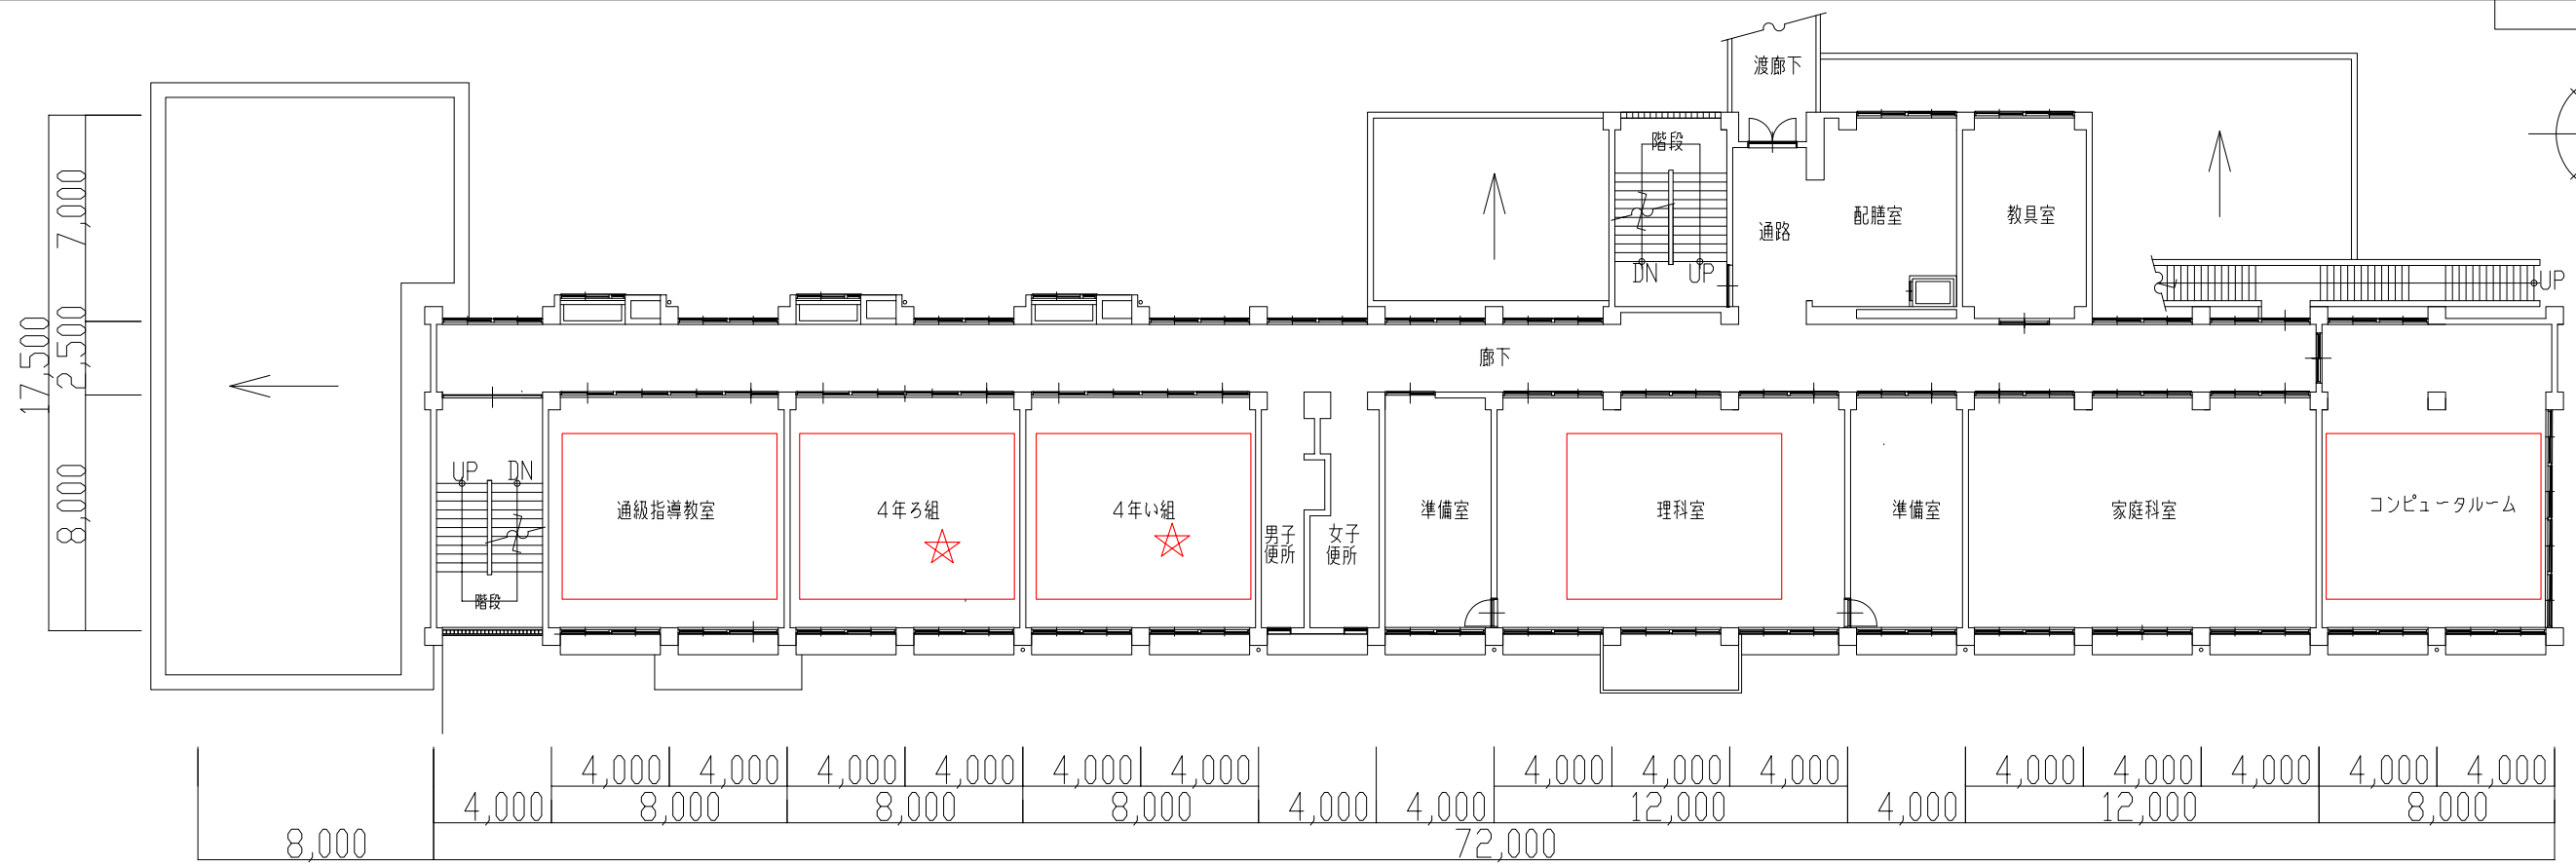 渡廊下
階段
配膳室
教具室
通路
DN UP
UP
廊下
UP DN
通級指導教室
4年ろ組
4年い組
男子
便所
女子
便所
準備室
理科室
準備室
家庭科室
コンピュータルーム
階段
7,000
2,500
17,500
8,000
4,000 4,000 4,000 4,000 4,000 4,000 4,000 4,000 4,000 4,000 4,000 4,000 4,000 4,000
4,000 8,000 8,000 8,000 4,000 4,000 12,000 4,000 12,000 8,000
8,000 72,000